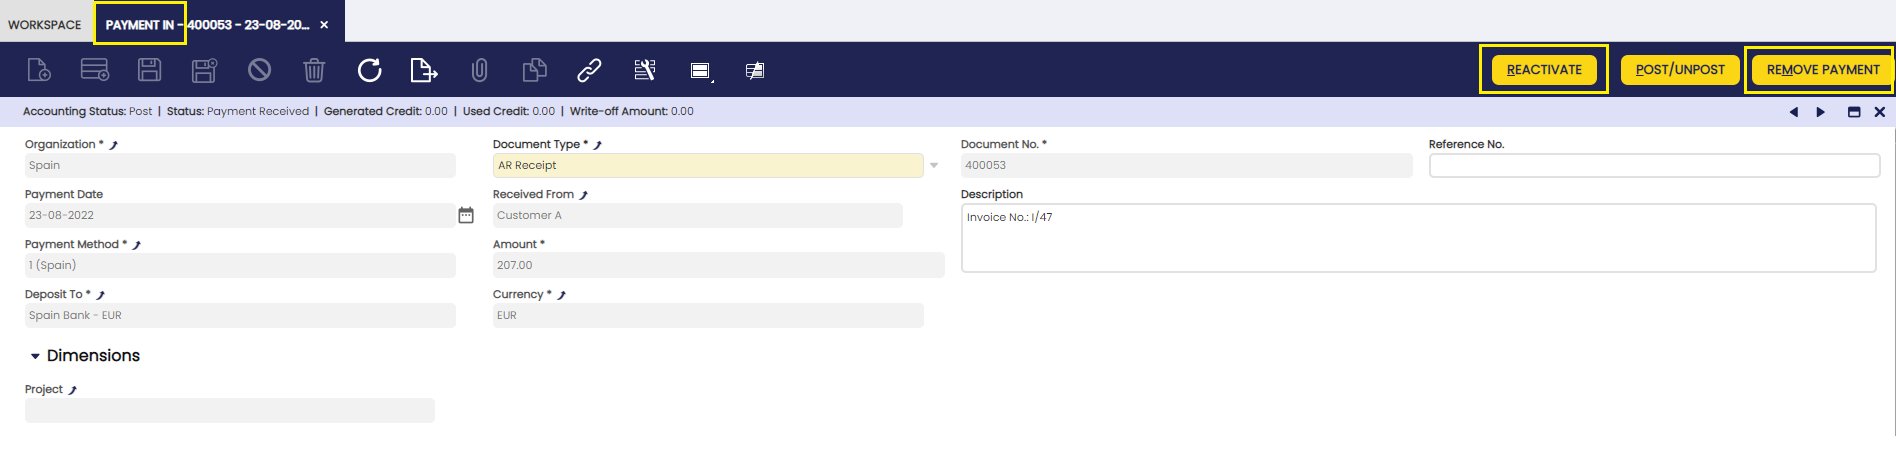 WORKSPACE PAYMENT IN - 400053 - 23-08-20... ×
REACTIVATE POST/UNPOST REMOVE PAYMENT
Accounting Status: Post | Status: Payment Received | Generated Credit: 0.00 | Used Credit: 0.00 | Write-off Amount: 0.00
Organization * Document Type * Document No. * Reference No.
Spain AR Receipt 400053
Payment Date Received From Description
23-08-2022 Customer A Invoice No.: I/47
Payment Method * Amount *
1 (Spain) 207.00
Deposit To * Currency *
Spain Bank - EUR EUR
Dimensions
Project